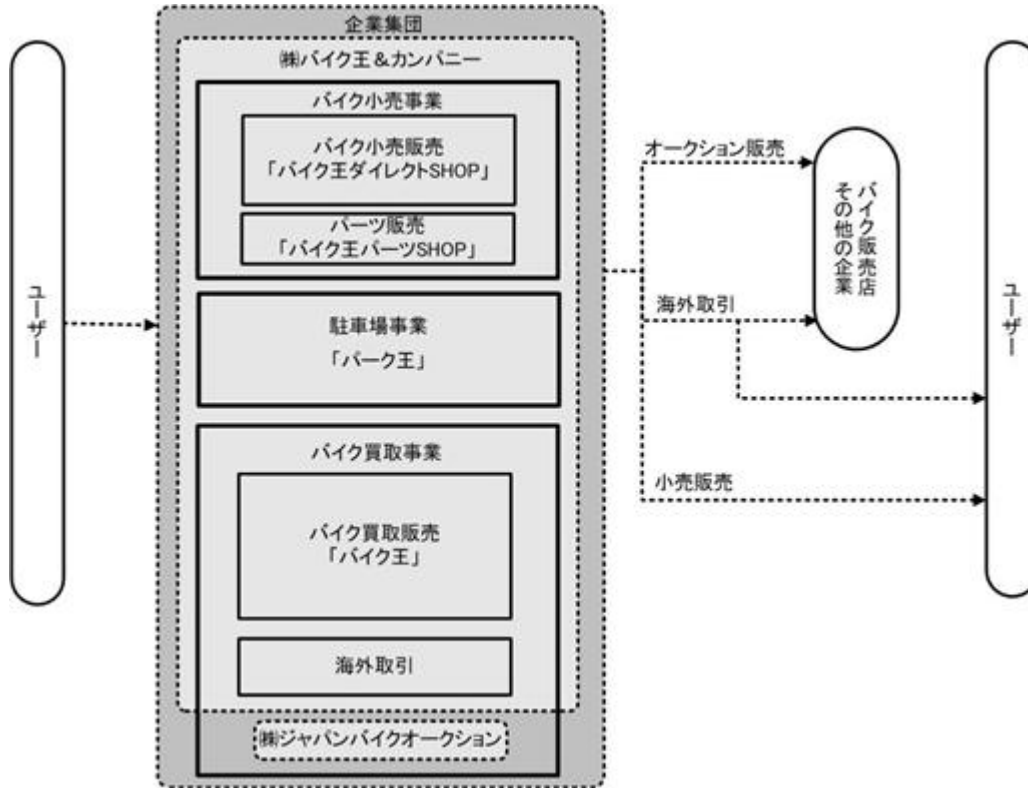 企業集団
㈱バイク王&カンバニー
バイク小売事業
バイク小売販売
「バイク王ダイレクトSHOP」
パーツ販売
「バイク王パーツSHOP」
駐車場事業
「パーク王」
バイク買取事業
バイク買取販売
「バイク王」
海外取引
㈱ジャパンバイクオークション
ユーザー
オークション販売
海外取引
小売販売
バイク販売店
その他の企業
ユーザー